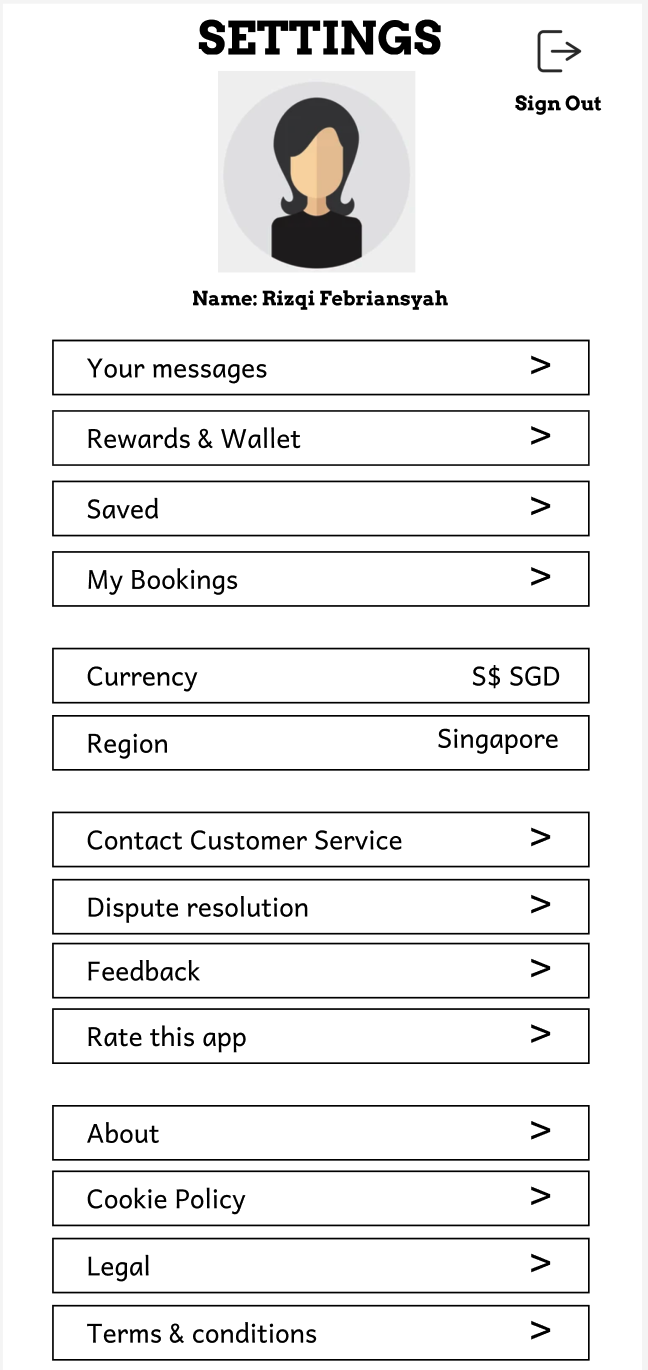 SETTINGS
Sign Out
Name: Rizqi Febriansyah
Your messages >
Rewards & Wallet >
Saved >
My Bookings >
Currency S$ SGD
Region Singapore
Contact Customer Service >
Dispute resolution >
Feedback >
Rate this app >
About >
Cookie Policy >
Legal >
Terms & conditions >